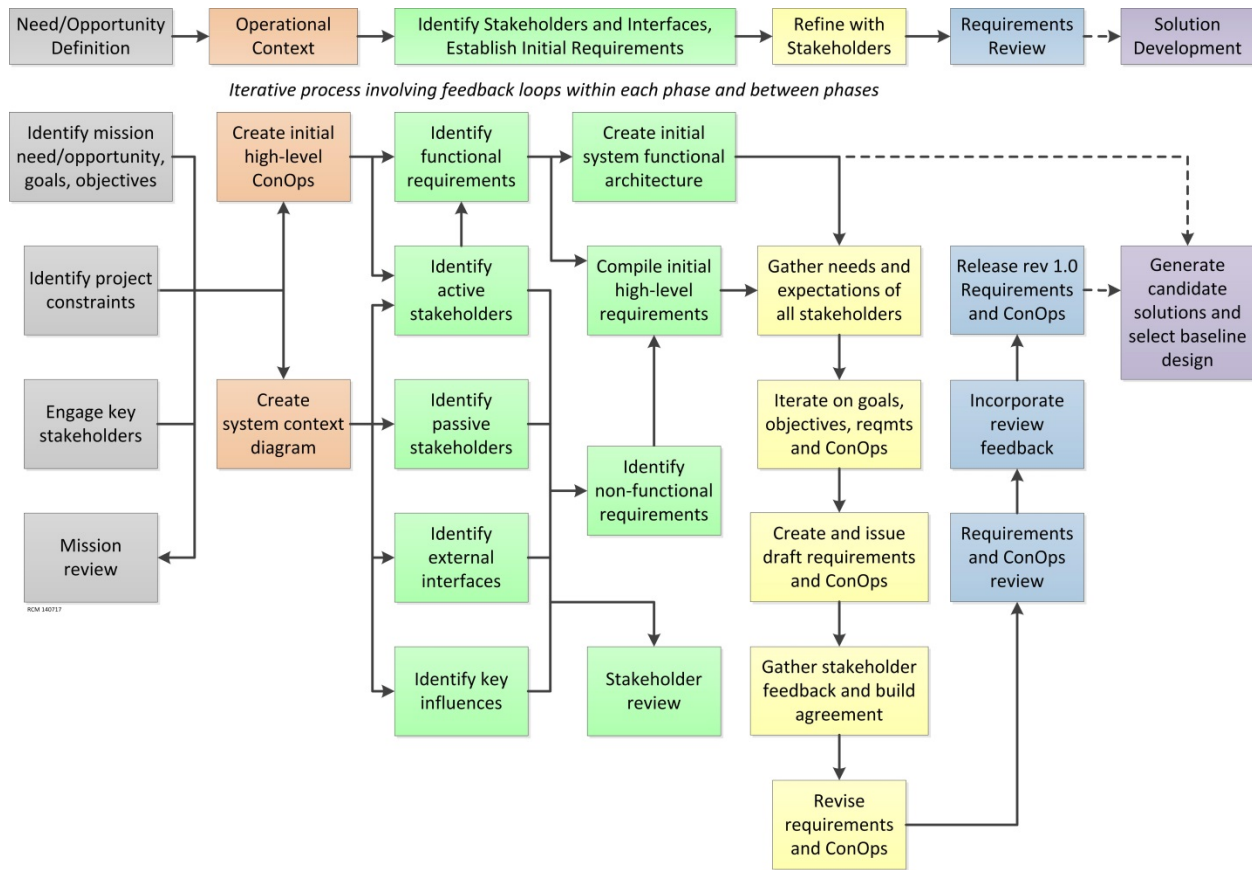 Need/Opportunity
Definition
Operational
Context
Identify Stakeholders and Interfaces,
Establish Initial Requirements
Refine with
Stakeholders
Requirements
Review
Solution
Development
Iterative process involving feedback loops within each phase and between phases
Identify mission
need/opportunity,
goals, objectives
Create initial
high-level
ConOps
Identify
functional
requirements
Create initial
system functional
architecture
Identify project
constraints
Identify
active
stakeholders
Compile initial
high-level
requirements
Gather needs and
expectations of
all stakeholders
Release rev 1.0
Requirements
and ConOps
Generate
candidate
solutions and
select baseline
design
Engage key
stakeholders
Create
system context
diagram
Identify
passive
stakeholders
Identify
non-functional
requirements
Iterate on goals,
objectives, reqmts
and ConOps
Incorporate
review
feedback
Mission
review
Identify
external
interfaces
Create and issue
draft requirements
and ConOps
Requirements
and ConOps
review
RCM 140717
Identify key
influences
Stakeholder
review
Gather stakeholder
feedback and build
agreement
Revise
requirements
and ConOps